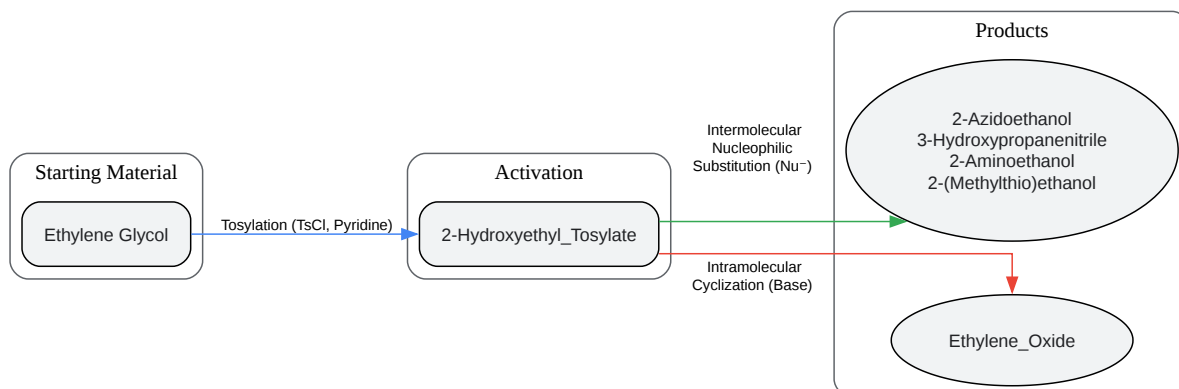 Products
2-Azidoethanol
3-Hydroxypropanenitrile
2-Aminoethanol
2-(Methylthio)ethanol
Intermolecular
Nucleophilic
Substitution (Nu⁻)
Starting Material
Activation
Ethylene Glycol
Tosylation (TsCl, Pyridine)
2-Hydroxyethyl_Tosylate
Intramolecular
Cyclization (Base)
Ethylene_Oxide